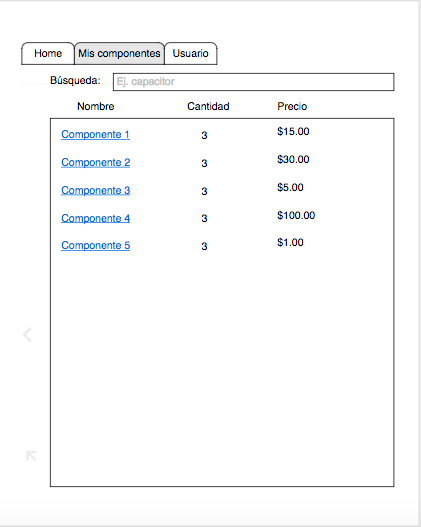 Home Mis componentes Usuario
Búsqueda: Ej. capacitor
Nombre Cantidad Precio
Componente 1 3 $15.00
Componente 2 3 $30.00
Componente 3 3 $5.00
Componente 4 3 $100.00
Componente 5 3 $1.00